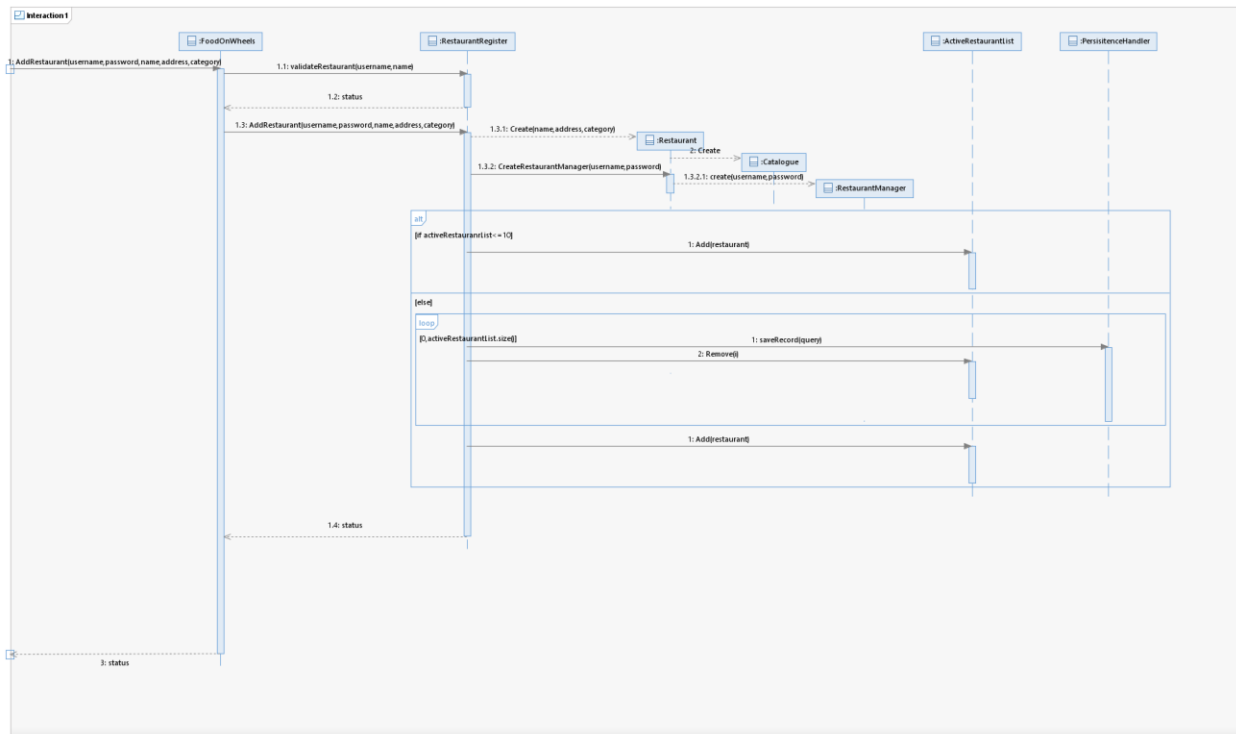 Interaction1
:FoodOnWheels
:RestaurantRegister
:ActiveRestaurantList
:PersisitenceHandler
1: AddRestaurant(username,password,name,address,category)
1.1: validateRestaurant(username,name)
1.2: status
1.3: AddRestaurant(username,password,name,address,category)
1.3.1: Create(name,address,category)
:Restaurant
2: Create
:Catalogue
1.3.2: CreateRestaurantManager(username,password)
1.3.2.1: create(username,password)
:RestaurantManager
alt
[if activeRestauranrList<=10]
1: Add(restaurant)
[else]
loop
[0,activeRestaurantList.size()]
1: saveRecord(query)
2: Remove(i)
1: Add(restaurant)
1.4: status
3: status